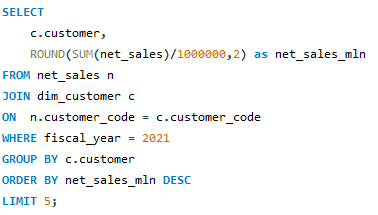 SELECT
c.customer,
ROUND(SUM(net_sales)/1000000,2) as net_sales_mln
FROM net_sales n
JOIN dim_customer c
ON n.customer_code = c.customer_code
WHERE fiscal_year = 2021
GROUP BY c.customer
ORDER BY net_sales_mln DESC
LIMIT 5;